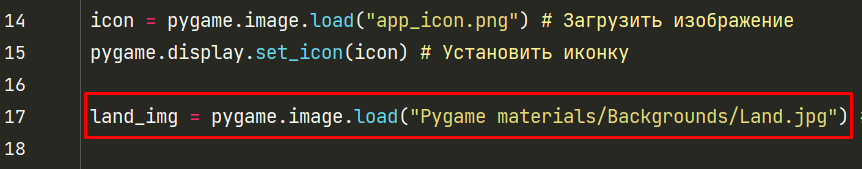 14 icon = pygame.image.load("app_icon.png") # Загрузить изображение
15 pygame.display.set_icon(icon) # Установить иконку
16
17 land_img = pygame.image.load("Pygame materials/Backgrounds/Land.jpg")
18